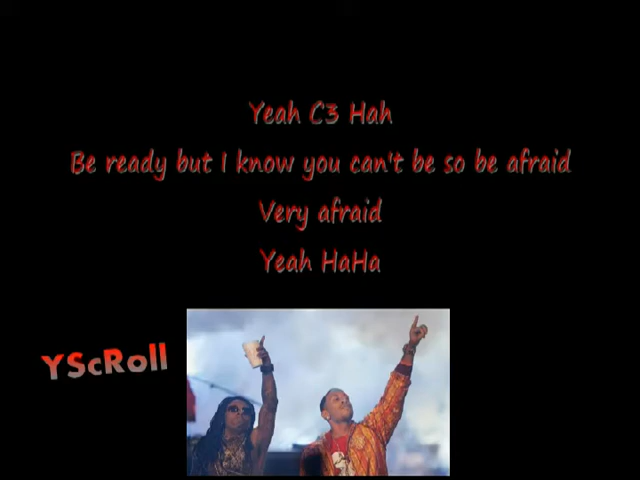 Yeah C3 Hah
Be ready but I know you can't be so be afraid
Very afraid
Yeah HaHa
YScRoll